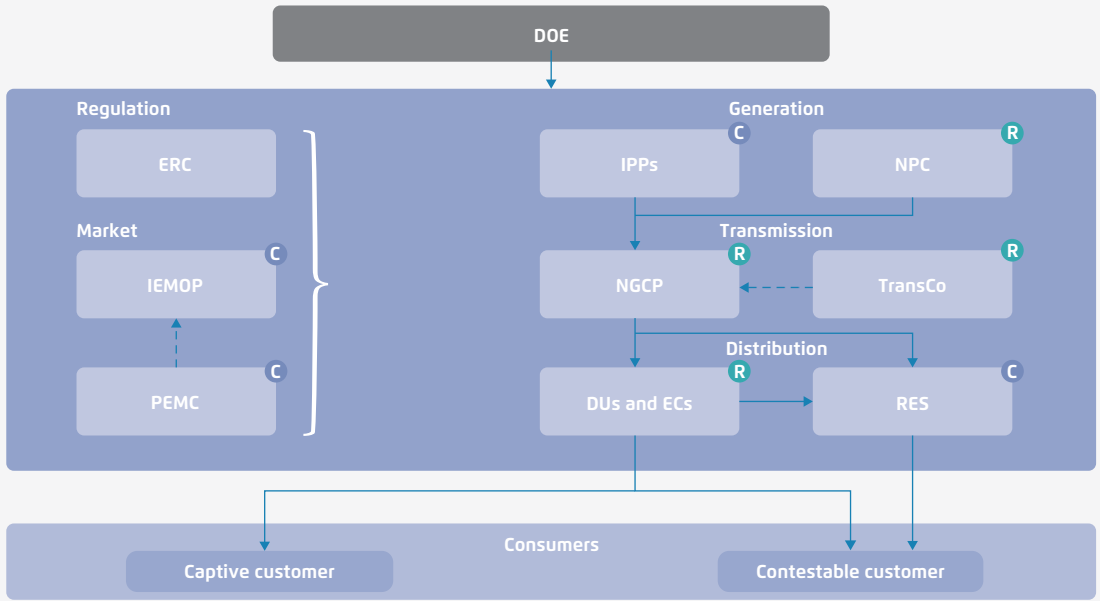 DOE
Regulation
ERC
Market
C
IEMOP
C
PEMC
Generation
C
IPPs
R
NPC
Transmission
R
NGCP
R
TransCo
Distribution
R
DUs and ECs
C
RES
Consumers
Captive customer
Contestable customer